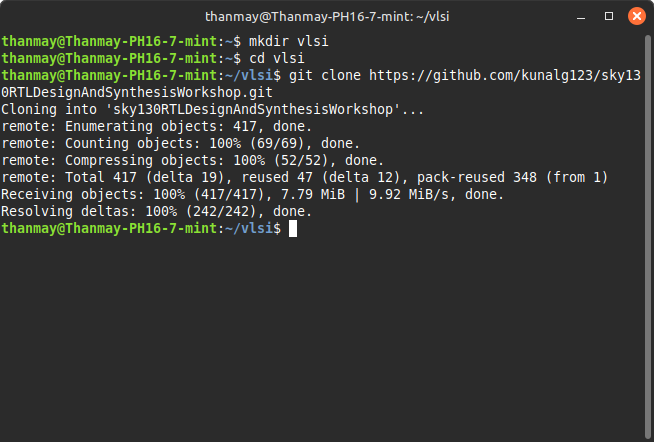 thanmay@Thanmay-PH16-7-mint: ~/vlsi
thanmay@Thanmay-PH16-7-mint:~$ mkdir vlsi
thanmay@Thanmay-PH16-7-mint:~$ cd vlsi
thanmay@Thanmay-PH16-7-mint:~/vlsi$ git clone https://github.com/kunalg123/sky13
0RTLDesignAndSynthesisWorkshop.git
Cloning into 'sky130RTLDesignAndSynthesisWorkshop'...
remote: Enumerating objects: 417, done.
remote: Counting objects: 100% (69/69), done.
remote: Compressing objects: 100% (52/52), done.
remote: Total 417 (delta 19), reused 47 (delta 12), pack-reused 348 (from 1)
Receiving objects: 100% (417/417), 7.79 MiB | 9.92 MiB/s, done.
Resolving deltas: 100% (242/242), done.
thanmay@Thanmay-PH16-7-mint:~/vlsi$